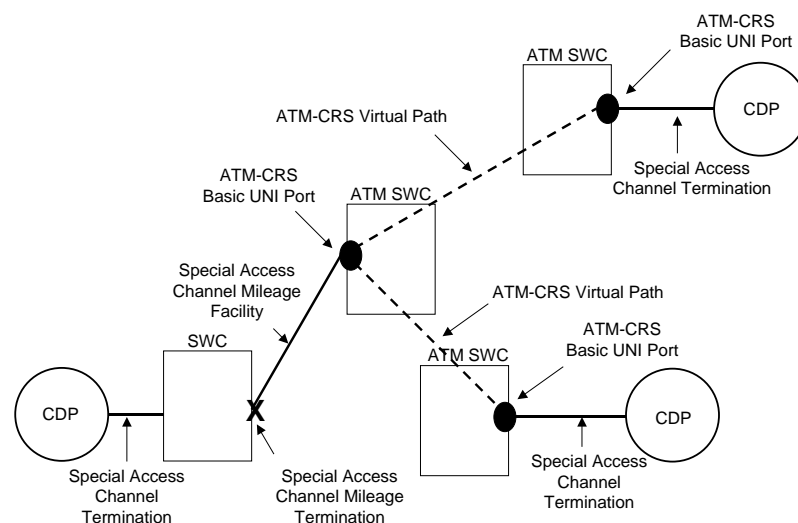 ATM-CRS
Basic UNI Port
ATM SWC
CDP
ATM-CRS Virtual Path
Special Access
Channel Termination
ATM-CRS
Basic UNI Port
ATM SWC
Special Access
Channel Mileage
Facility
ATM-CRS Virtual Path
SWC
ATM-CRS
Basic UNI Port
ATM SWC
CDP
X
CDP
Special Access
Channel
Termination
Special Access
Channel Mileage
Termination
Special Access
Channel
Termination